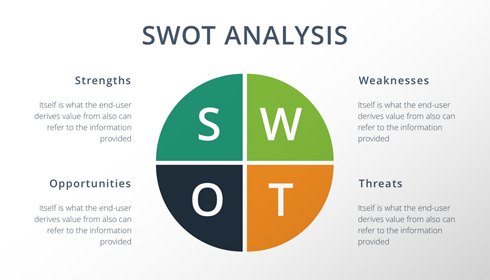 SWOT ANALYSIS
Strengths
Itself is what the end-user
derives value from also can
refer to the information
provided
Weaknesses
Itself is what the end-user
derives value from also can
refer to the information
provided
S
W
O
T
Opportunities
Itself is what the end-user
derives value from also can
refer to the information
provided
Threats
Itself is what the end-user
derives value from also can
refer to the information
provided